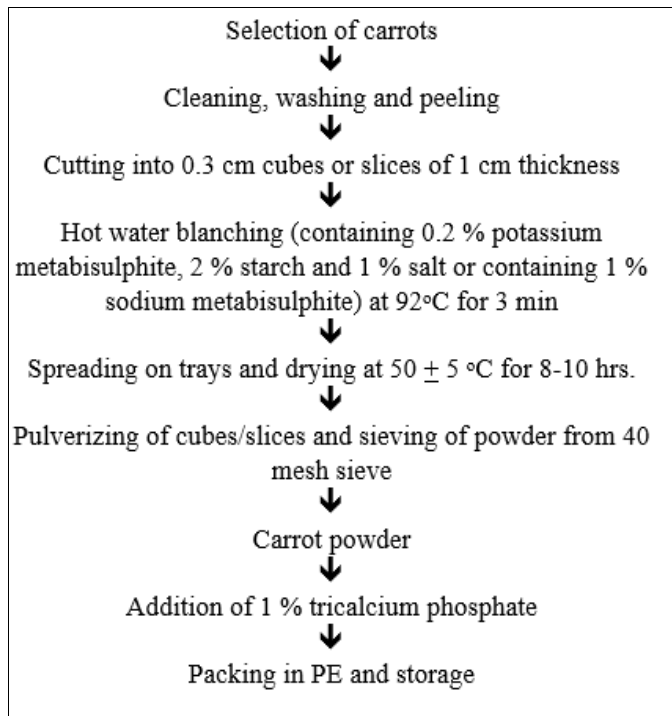 Selection of carrots
Cleaning, washing and peeling
Cutting into 0.3 cm cubes or slices of 1 cm thickness
Hot water blanching (containing 0.2 % potassium
metabisulphite, 2 % starch and 1 % salt or containing 1 %
sodium metabisulphite) at 92ᵒC for 3 min
Spreading on trays and drying at 50 ± 5 ᵒC for 8-10 hrs.
Pulverizing of cubes/slices and sieving of powder from 40
mesh sieve
Carrot powder
Addition of 1 % tricalcium phosphate
Packing in PE and storage